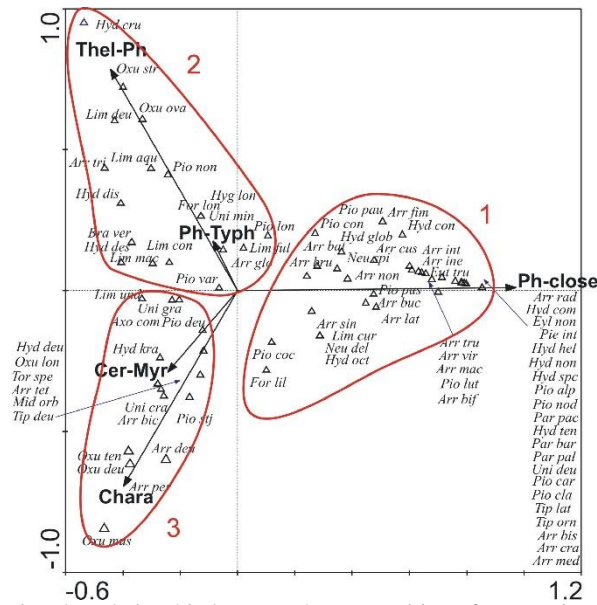 1.0
Hyd cru
Thel-Ph
Oxu str
2
Lim deu
Oxu ova
Arr tri
Lim aqu
Pio non
Hyd dis
For lon
Hyg lon
Uni min
Bra ver
Ph-Typh
Pio lon
Hyd des
Lim mac
Lim con
Lim ful
Arr glo
Pio var
1
Pio pau
Arr fim
Pio con
Hyd con
Arr bai
Hyd glob
Arr cus
Arr int
Arr bru
Neu spi
Arr ine
Arr non
Eut tru
Ph-close
Pio pus
Arr buc
Arr lat
Arr sin
Lim cur
Neu del
Hyd oct
Pio coc
For lil
Arr tru
Arr vir
Arr mac
Pio lut
Arr bif
Arr rad
Hyd com
Eyl non
Pie int
Hyd hel
Hyd non
Hyd spc
Pio alp
Pio nod
Par pac
Hyd ten
Par bar
Par pal
Uni deu
Pio car
Pio cla
Tip lat
Tip orn
Arr bis
Arr cra
Arr med
Lim und
Uni gra
Axo com
Pio deu
Hyd deu
Oxu lon
Tor spe
Arr tet
Mid orb
Tip deu
Hyd kra
Cer-Myr
Uni cra
Arr bic
Pio stj
Oxu ten
Oxu deu
Arr den
Chara
Arr per
3
Oxu mas
-1.0
-0.6
1.2